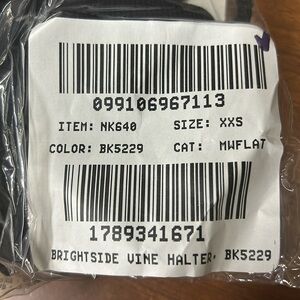 099106967113
ITEM: NK640 SIZE: XXS
COLOR: BK5229 CAT: MWFLAT
1789341671
BRIGHTSIDE VINE HALTER- BK5229